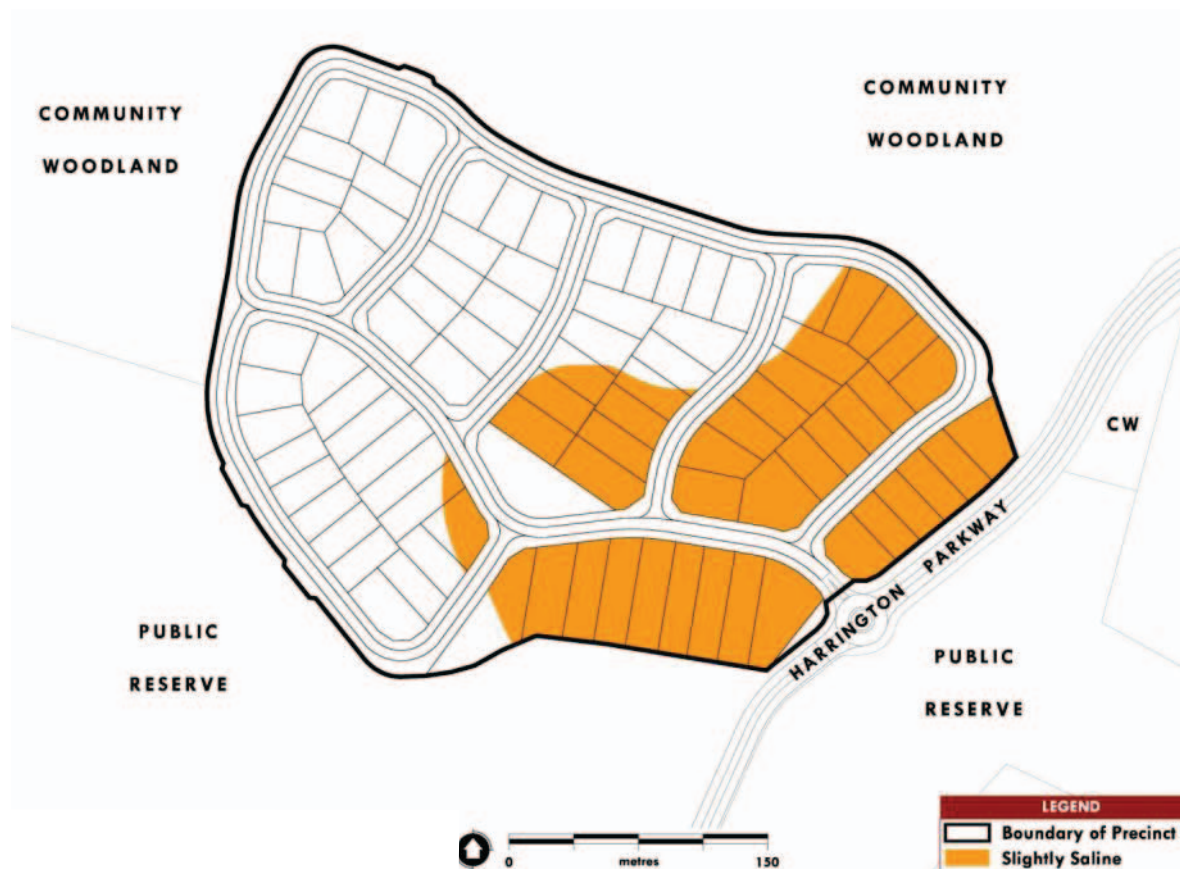 COMMUNITY
WOODLAND
COMMUNITY
WOODLAND
CW
HARRINGTON PARKWAY
PUBLIC
RESERVE
PUBLIC
RESERVE
0 metres 150
LEGEND
Boundary of Precinct
Slightly Saline